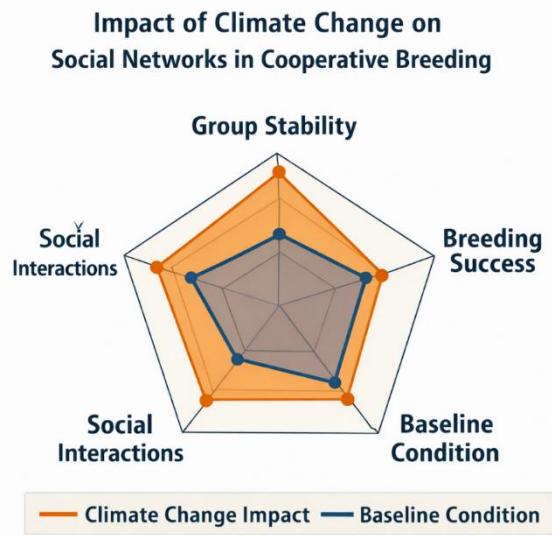 Impact of Climate Change on
Social Networks in Cooperative Breeding
Group Stability
Social
Interactions
Breeding
Success
Social
Interactions
Baseline
Condition
Climate Change Impact
Baseline Condition